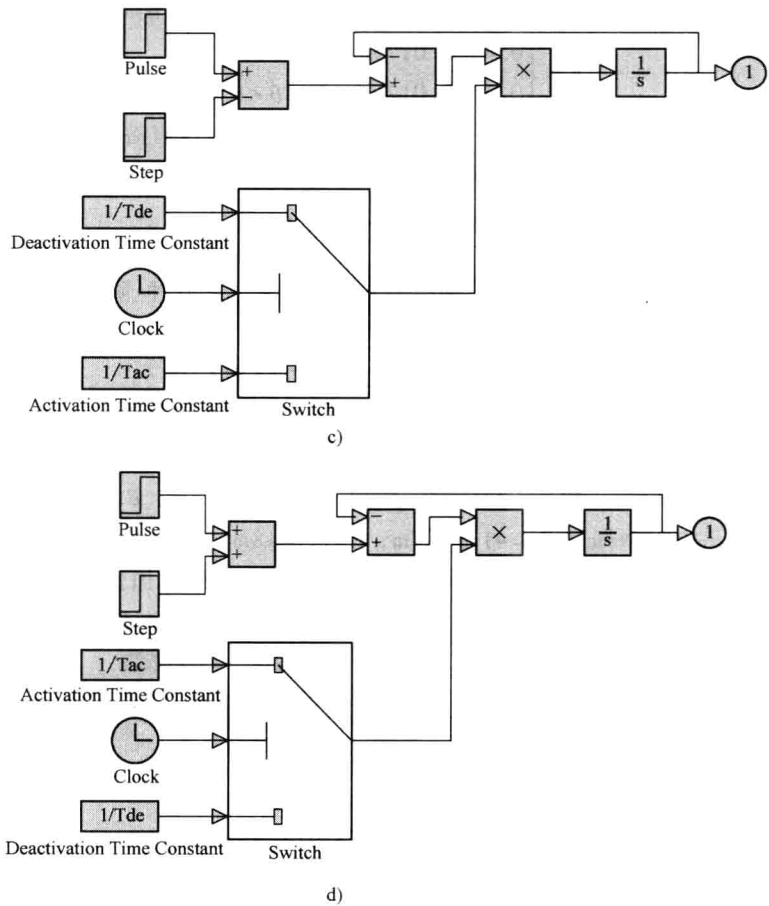 Pulse
+
−
Step
−
+
×
1
s
1
1/Tde
Deactivation Time Constant
Clock
1/Tac
Activation Time Constant
Switch
c)
Pulse
+
+
Step
−
+
×
1
s
1
1/Tac
Activation Time Constant
Clock
1/Tde
Deactivation Time Constant
Switch
d)